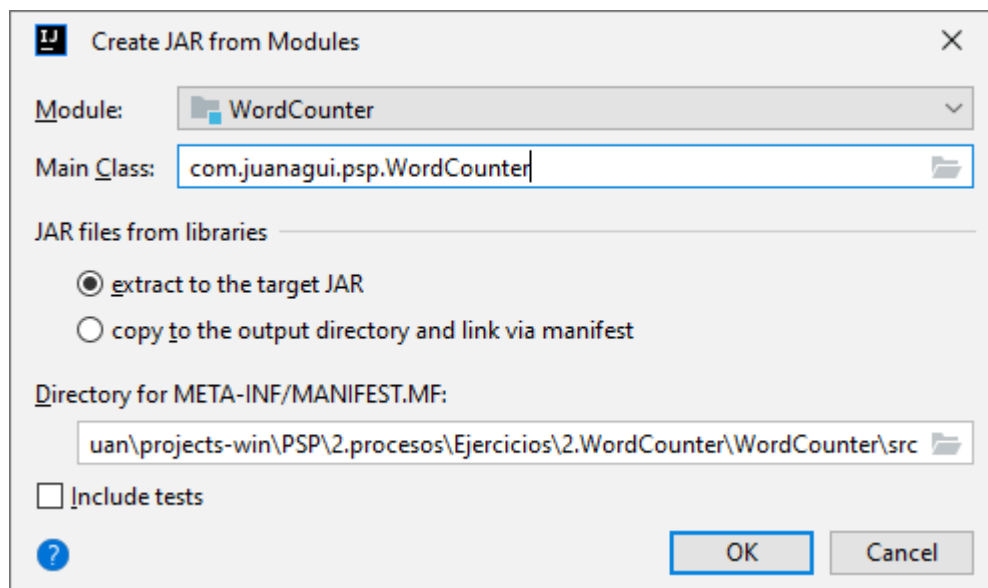 IJ
Create JAR from Modules
Module: WordCounter
Main Class: com.juanagui.psp.WordCounter
JAR files from libraries
extract to the target JAR
copy to the output directory and link via manifest
Directory for META-INF/MANIFEST.MF:
uan\projects-win\PSP\2.procesos\Ejercicios\2.WordCounter\WordCounter\src
Include tests
? OK Cancel